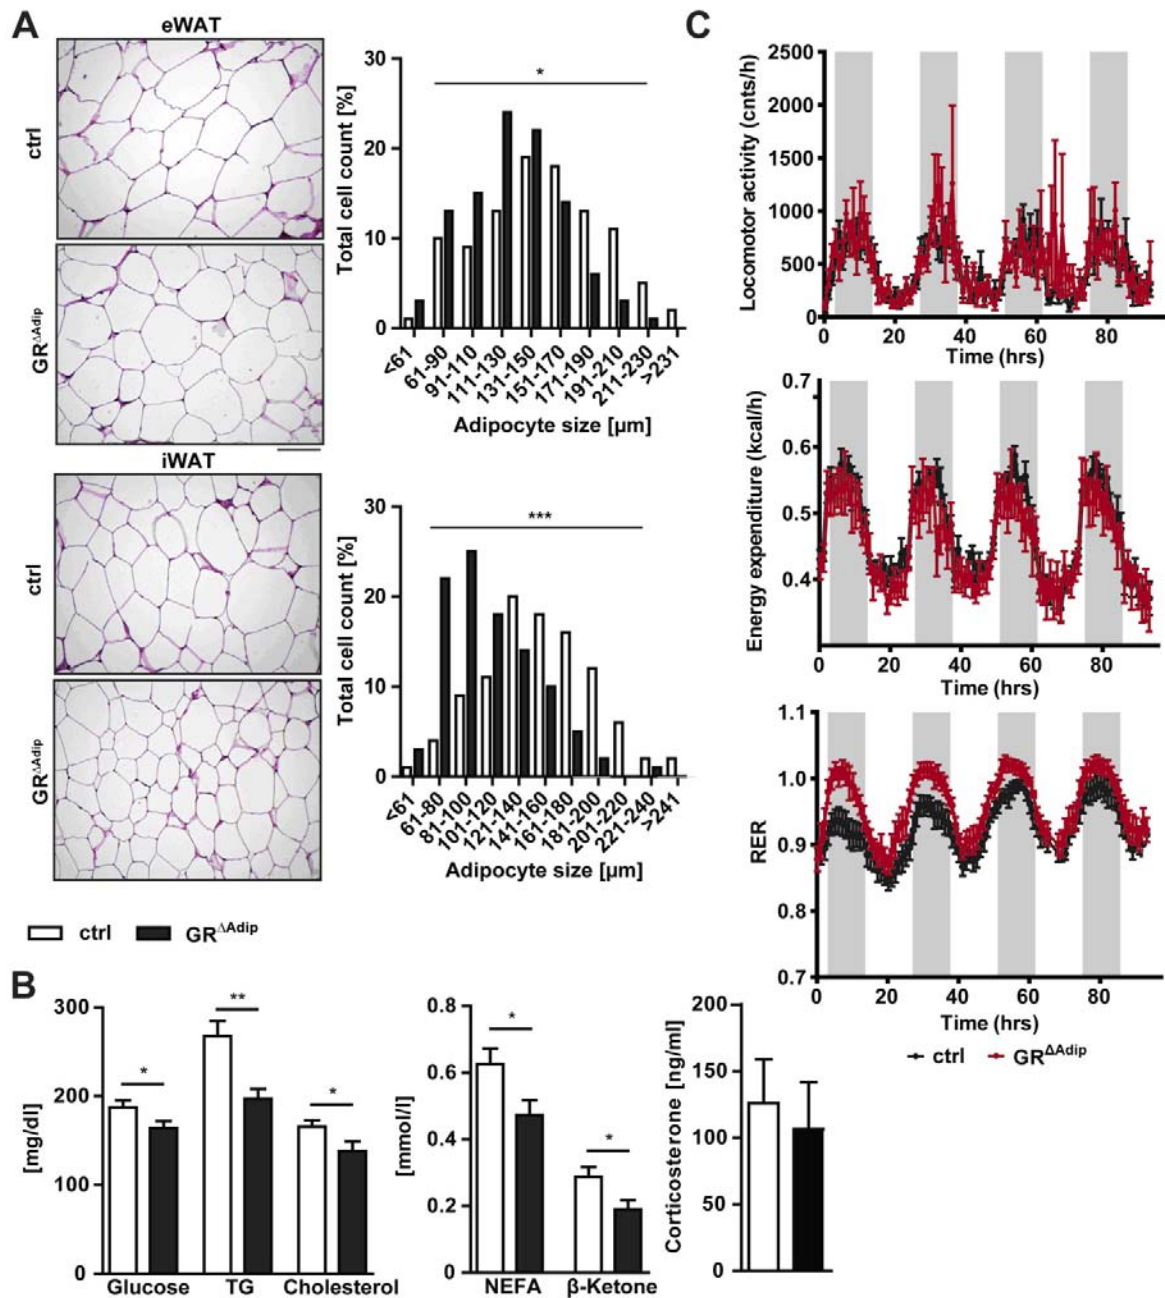 A
eWAT
ctrl
GRΔAdip
Total cell count [%]
30
20
10
0
*
<61
61-90
91-110
111-130
131-150
151-170
171-190
191-210
211-230
>231
Adipocyte size [µm]
iWAT
ctrl
GRΔAdip
Total cell count [%]
30
20
10
0
***
<61
61-80
81-100
101-120
121-140
141-160
161-180
181-200
201-220
221-240
>241
Adipocyte size [µm]
ctrl GRΔAdip
B
[mg/dl]
300
200
100
0
*
**
*
Glucose TG Cholesterol
[mmol/l]
0.8
0.6
0.4
0.2
0
*
*
NEFA β-Ketone
Corticosterone [ng/ml]
200
150
100
50
0
C
Locomotor activity (cnts/h)
2500
2000
1500
1000
500
0
0 20 40 60 80
Time (hrs)
Energy expenditure (kcal/h)
0.7
0.6
0.5
0.4
0 20 40 60 80
Time (hrs)
RER
1.1
1.0
0.9
0.8
0.7
0 20 40 60 80
Time (hrs)
ctrl GRΔAdip